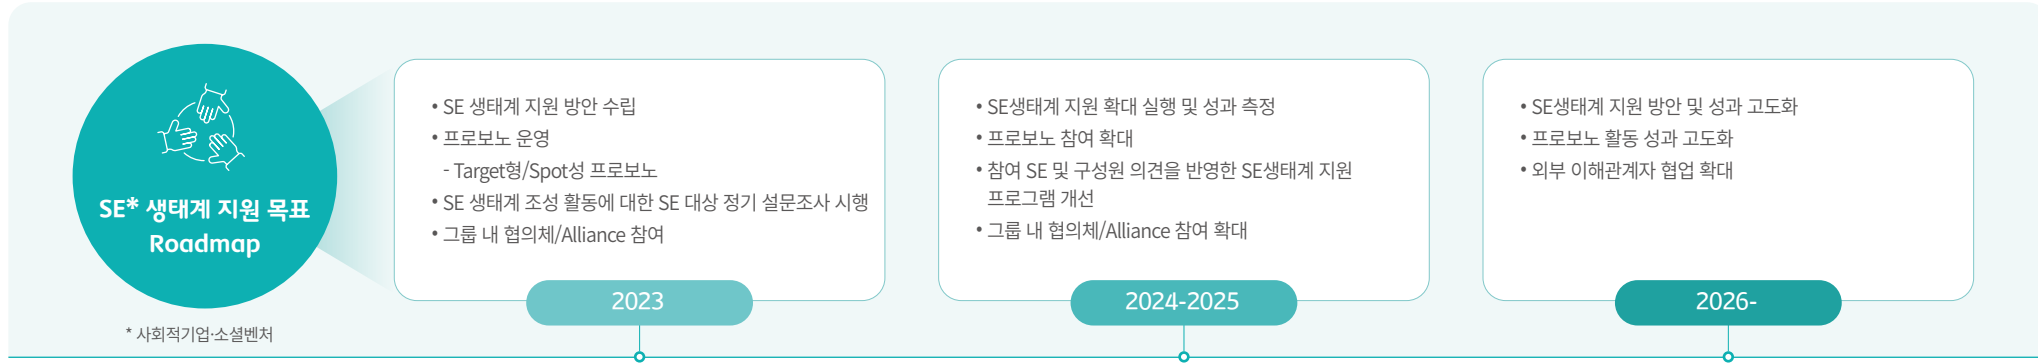 SE* 생태계 지원 목표
Roadmap
* 사회적기업·소셜벤처
• SE 생태계 지원 방안 수립
• 프로보노 운영
- Target형/Spot성 프로보노
• SE 생태계 조성 활동에 대한 SE 대상 정기 설문조사 시행
• 그룹 내 협의체/Alliance 참여
2023
• SE생태계 지원 확대 실행 및 성과 측정
• 프로보노 참여 확대
• 참여 SE 및 구성원 의견을 반영한 SE생태계 지원
프로그램 개선
• 그룹 내 협의체/Alliance 참여 확대
2024-2025
• SE생태계 지원 방안 및 성과 고도화
• 프로보노 활동 성과 고도화
• 외부 이해관계자 협업 확대
2026-